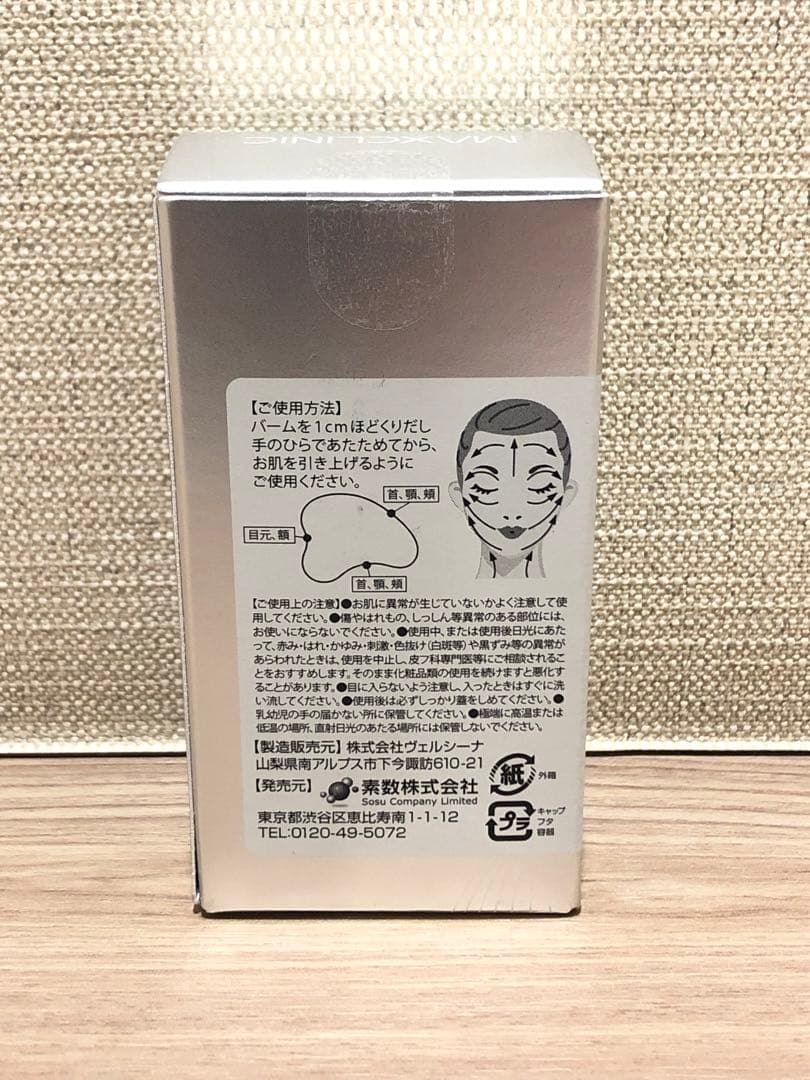 MAXCLINIC
【ご使用方法】
バームを1cmほどくりだし
手のひらであたためてから、
お肌を引き上げるように
ご使用ください。
首、顎、頬
目元、額
首、顎、頬
【ご使用上の注意】●お肌に異常が生じていないかよく注意して使
用してください。●傷やはれもの、しっしん等異常のある部位には、
お使いにならないでください。●使用中、または使用後日光にあた
って、赤み・はれ・かゆみ・刺激・色抜け(白斑等)や黒ずみ等の異常が
あらわれたときは、使用を中止し、皮フ科専門医等にご相談されるこ
とをおすすめします。そのまま化粧品類の使用を続けますと悪化す
ることがあります。●目に入らないよう注意し、入ったときはすぐに洗
い流してください。●使用後は必ずしっかり蓋をしめてください。●
乳幼児の手の届かない所に保管してください。●極端に高温または
低温の場所、直射日光のあたる場所には保管しないでください。
【製造販売元】株式会社ヴェルシーナ
山梨県南アルプス市下今諏訪610-21
【発売元】素数株式会社
Sosu Company Limited
東京都渋谷区恵比寿南1-1-12
TEL:0120-49-5072
紙 外箱
プラ キャップ
フタ
容器